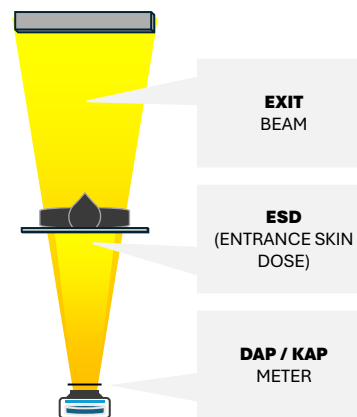 EXIT
BEAM
ESD
(ENTRANCE SKIN
DOSE)
DAP / KAP
METER